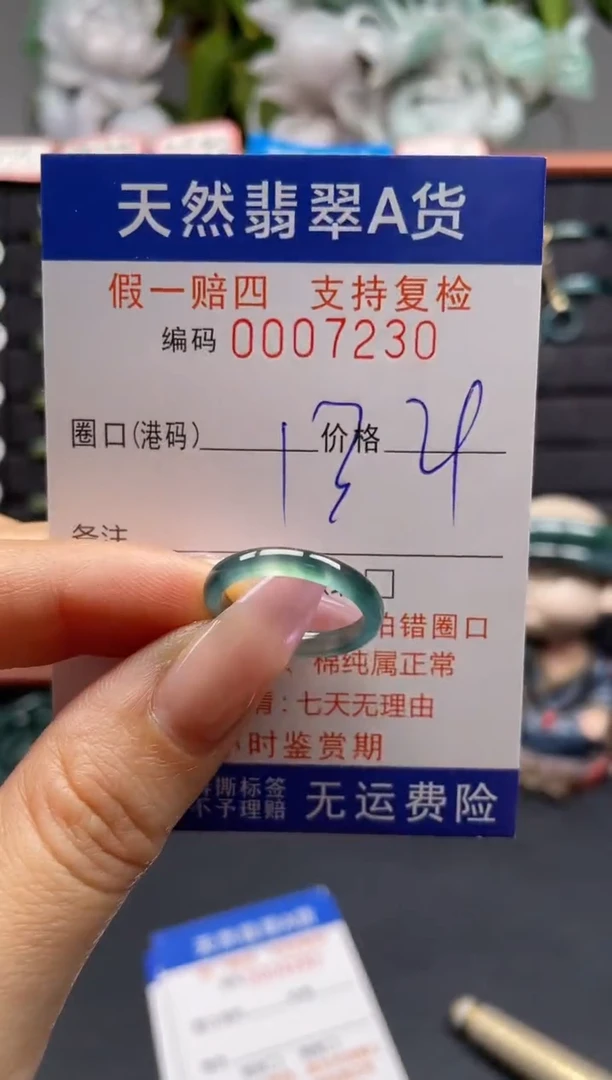 天然翡翠A货
假一赔四 支持复检
编码 0007230
圈口(港码) 价格
备注
拍错圈口
棉纯属正常
:七天无理由
时鉴赏期
撕标签 无运费险
不予理赔